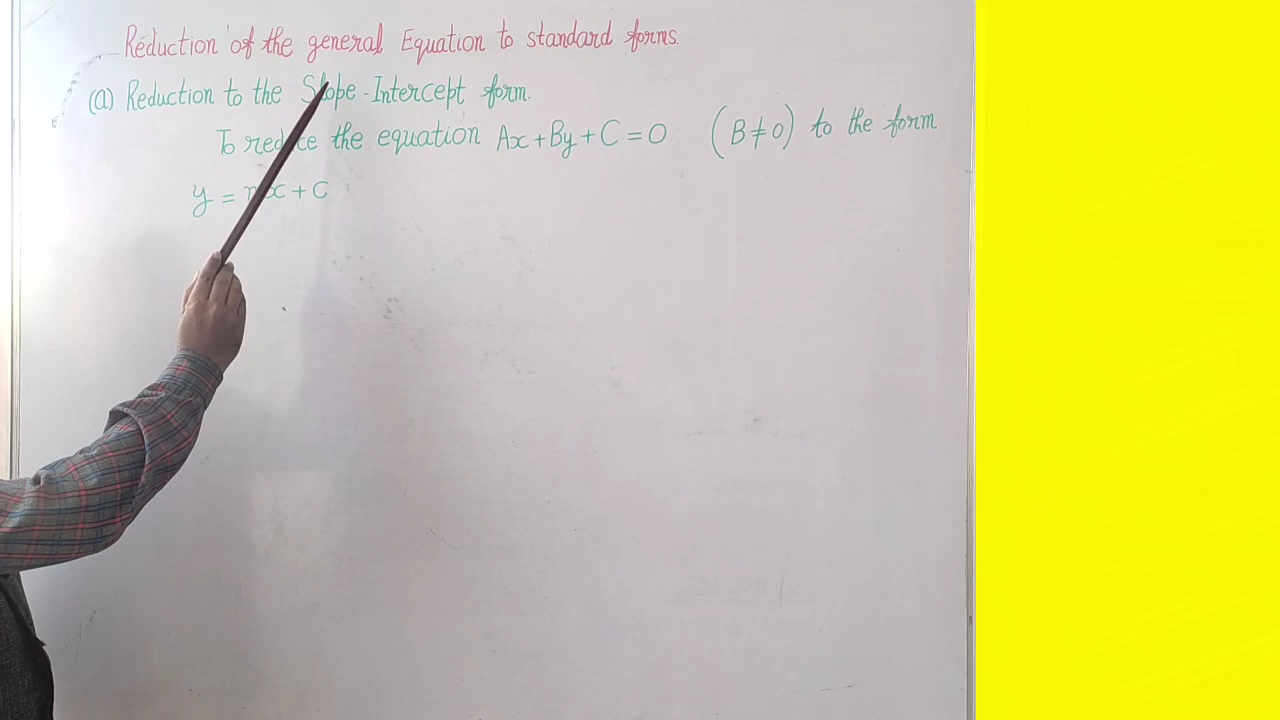 Reduction of the general Equation to standard forms.
(a) Reduction to the Slope-Intercept form.
To reduce the equation Ax+By+C=0 (B≠0) to the form
y = mx+c